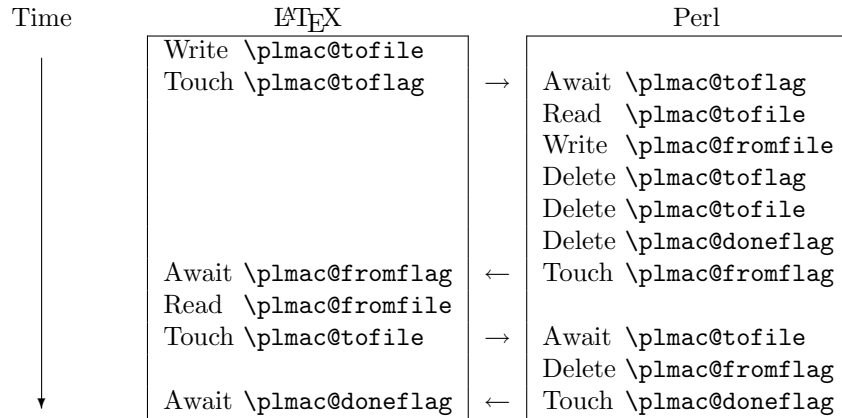 Time LATEX Perl
Write \plmac@tofile
Touch \plmac@toflag → Await \plmac@toflag
Read \plmac@tofile
Write \plmac@fromfile
Delete \plmac@toflag
Delete \plmac@tofile
Delete \plmac@doneflag
Await \plmac@fromflag ← Touch \plmac@fromflag
Read \plmac@fromfile
Touch \plmac@tofile → Await \plmac@tofile
Delete \plmac@fromflag
Await \plmac@doneflag ← Touch \plmac@doneflag